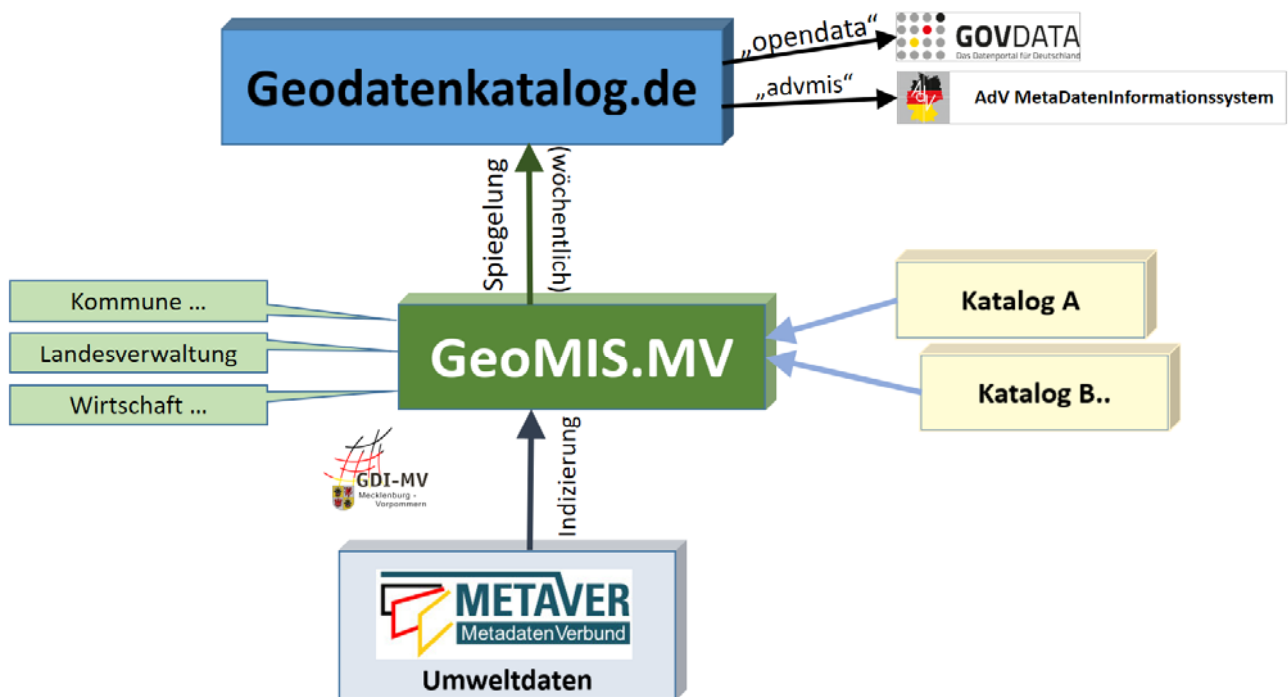 Geodatenkatalog.de
„opendata“
GOVDATA
Das Datenportal für Deutschland
„advmis“
AdV
AdV MetaDatenInformationssystem
Spiegelung
(wöchentlich)
Kommune ...
Landesverwaltung
Wirtschaft ...
GeoMIS.MV
Katalog A
Katalog B..
GDI-MV
Mecklenburg -
Vorpommern
Indizierung
METAVER
MetadatenVerbund
Umweltdaten